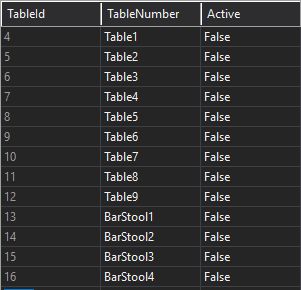 TableId TableNumber Active
4 Table1 False
5 Table2 False
6 Table3 False
7 Table4 False
8 Table5 False
9 Table6 False
10 Table7 False
11 Table8 False
12 Table9 False
13 BarStool1 False
14 BarStool2 False
15 BarStool3 False
16 BarStool4 False